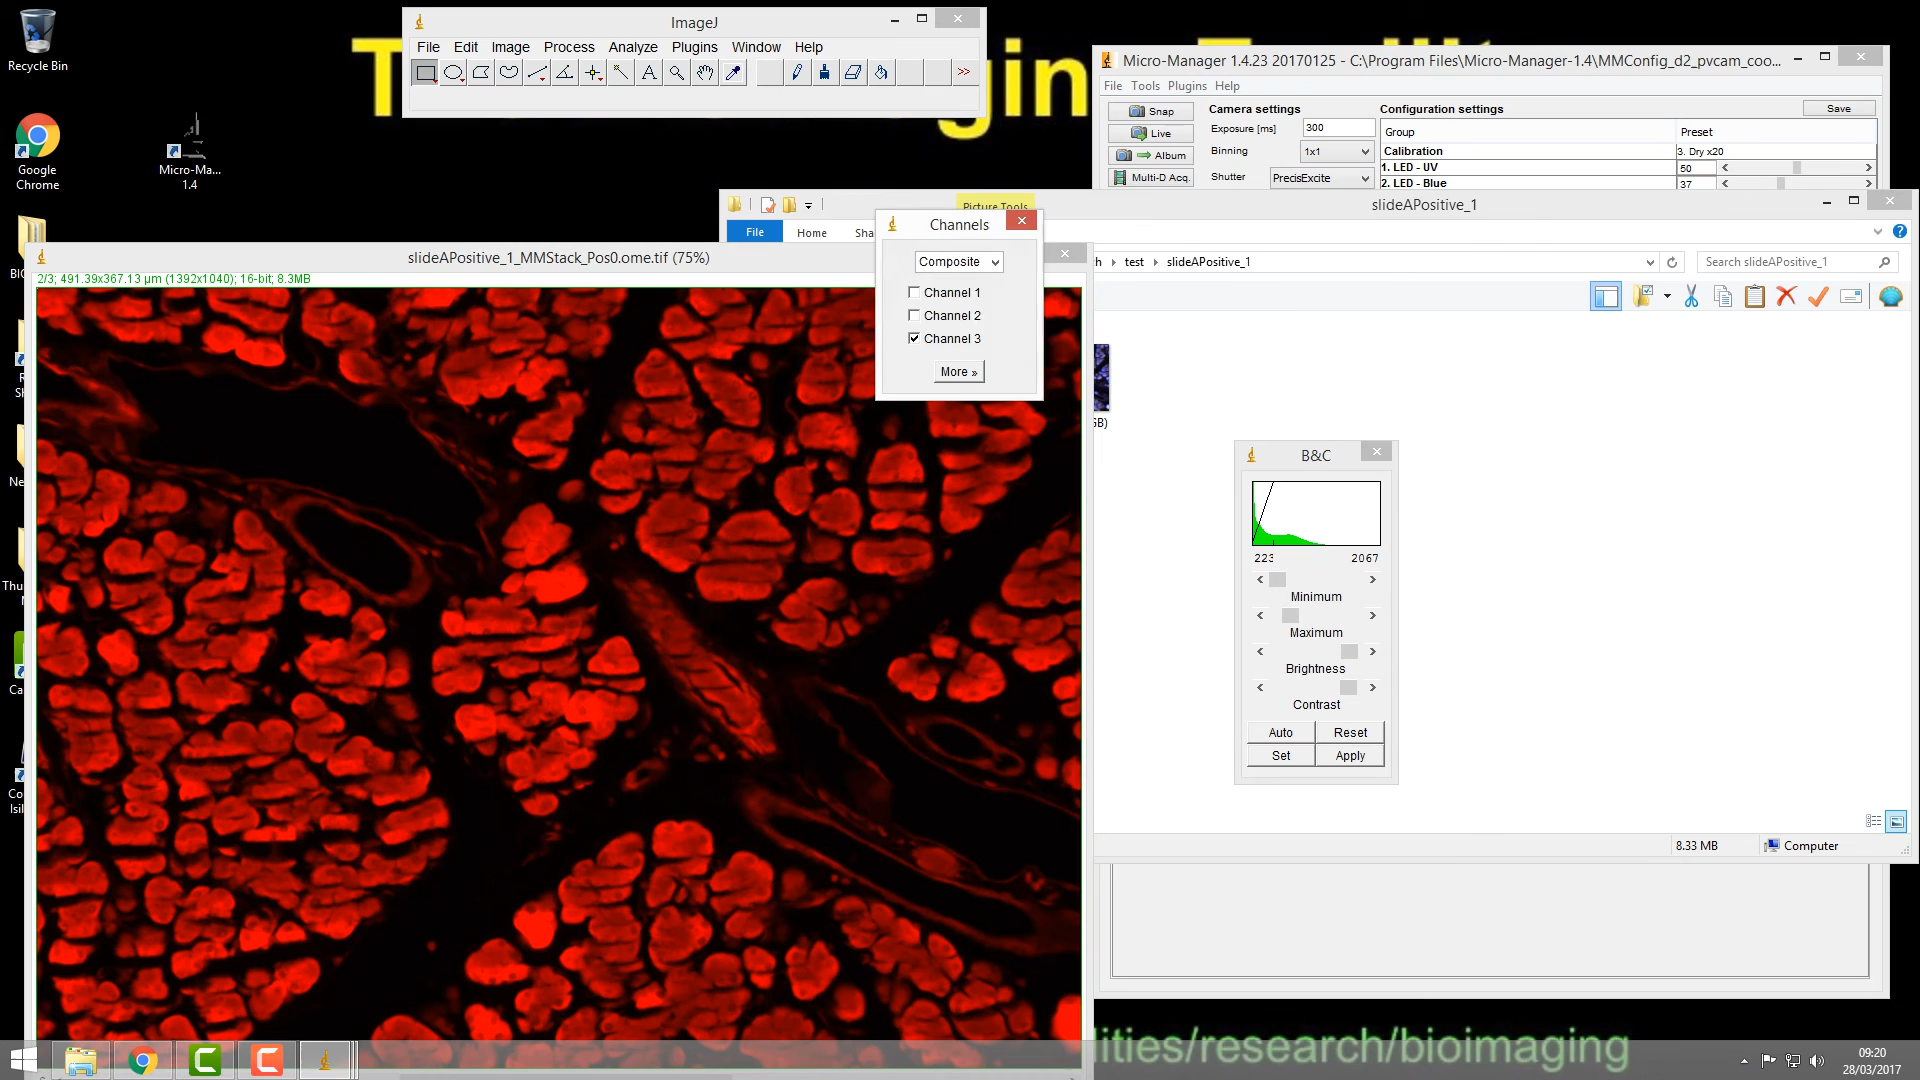 Recycle Bin
Google
Chrome
Micro-Ma...
1.4
ImageJ
File Edit Image Process Analyze Plugins Window Help
Micro-Manager 1.4.23 20170125 - C:\Program Files\Micro-Manager-1.4\MMConfig_d2_pvcam_coo...
File Tools Plugins Help
Snap
Live
Album
Multi-D Acq.
Camera settings
Exposure [ms] 300
Binning 1x1
Shutter PrecisExcite
Configuration settings
Save
Group Preset
Calibration 3. Dry x20
1. LED - UV 50
2. LED - Blue 37
Picture Tools
slideAPositive_1
File Home Sha
test slideAPositive_1
Search slideAPositive_1
Channels
Composite
Channel 1
Channel 2
Channel 3
More »
slideAPositive_1_MMStack_Pos0.ome.tif (75%)
2/3; 491.39x367.13 µm (1392x1040); 16-bit; 8.3MB
B&C
223 2067
Minimum
Maximum
Brightness
Contrast
Auto Reset
Set Apply
8.33 MB
Computer
lities/research/bioimaging
09:20
28/03/2017